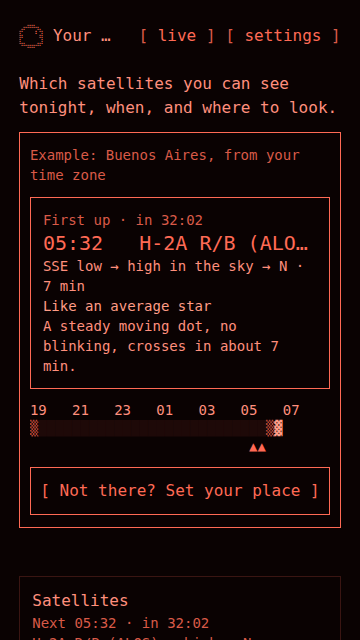 Your …
[ live ] [ settings ]
Which satellites you can see
tonight, when, and where to look.
Example: Buenos Aires, from your
time zone
First up · in 32:02
05:32 H-2A R/B (ALO…
SSE low → high in the sky → N ·
7 min
Like an average star
A steady moving dot, no
blinking, crosses in about 7
min.
19 21 23 01 03 05 07
▲▲
[ Not there? Set your place ]
Satellites
Next 05:32 · in 32:02